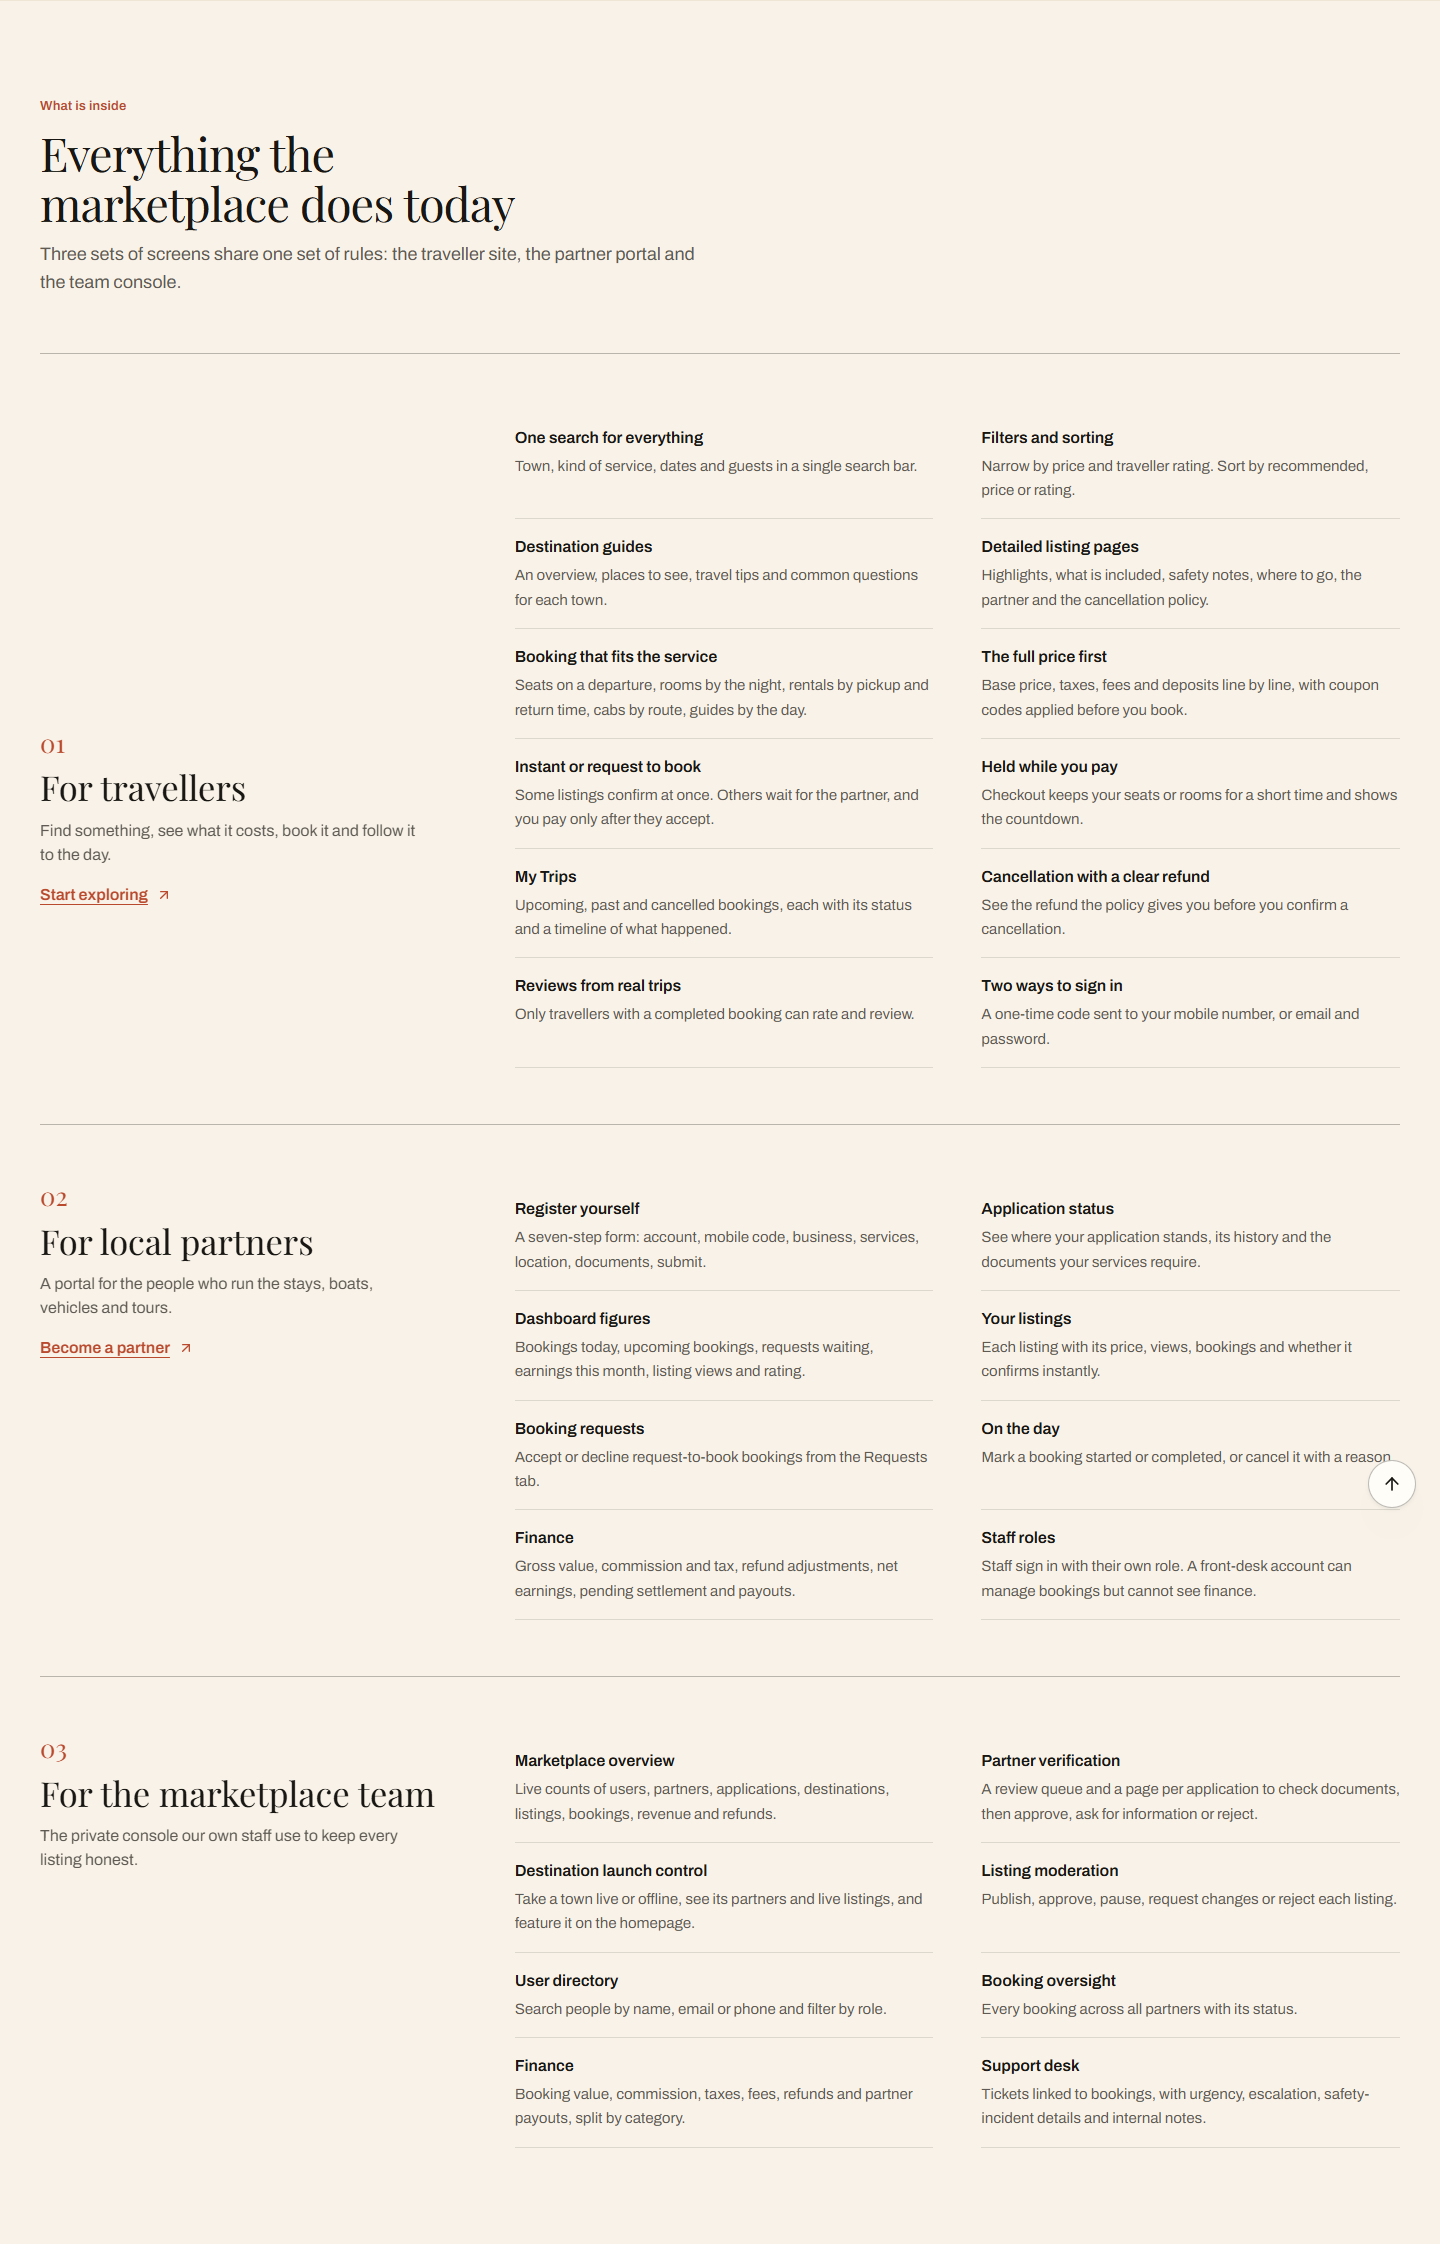 What is inside
Everything the
marketplace does today
Three sets of screens share one set of rules: the traveller site, the partner portal and
the team console.
01
For travellers
Find something, see what it costs, book it and follow it
to the day.
Start exploring
One search for everything
Town, kind of service, dates and guests in a single search bar.
Filters and sorting
Narrow by price and traveller rating. Sort by recommended,
price or rating.
Destination guides
An overview, places to see, travel tips and common questions
for each town.
Detailed listing pages
Highlights, what is included, safety notes, where to go, the
partner and the cancellation policy.
Booking that fits the service
Seats on a departure, rooms by the night, rentals by pickup and
return time, cabs by route, guides by the day.
The full price first
Base price, taxes, fees and deposits line by line, with coupon
codes applied before you book.
Instant or request to book
Some listings confirm at once. Others wait for the partner, and
you pay only after they accept.
Held while you pay
Checkout keeps your seats or rooms for a short time and shows
the countdown.
My Trips
Upcoming, past and cancelled bookings, each with its status
and a timeline of what happened.
Cancellation with a clear refund
See the refund the policy gives you before you confirm a
cancellation.
Reviews from real trips
Only travellers with a completed booking can rate and review.
Two ways to sign in
A one-time code sent to your mobile number, or email and
password.
02
For local partners
A portal for the people who run the stays, boats,
vehicles and tours.
Become a partner
Register yourself
A seven-step form: account, mobile code, business, services,
location, documents, submit.
Application status
See where your application stands, its history and the
documents your services require.
Dashboard figures
Bookings today, upcoming bookings, requests waiting,
earnings this month, listing views and rating.
Your listings
Each listing with its price, views, bookings and whether it
confirms instantly.
Booking requests
Accept or decline request-to-book bookings from the Requests
tab.
On the day
Mark a booking started or completed, or cancel it with a reason
Finance
Gross value, commission and tax, refund adjustments, net
earnings, pending settlement and payouts.
Staff roles
Staff sign in with their own role. A front-desk account can
manage bookings but cannot see finance.
03
For the marketplace team
The private console our own staff use to keep every
listing honest.
Marketplace overview
Live counts of users, partners, applications, destinations,
listings, bookings, revenue and refunds.
Partner verification
A review queue and a page per application to check documents,
then approve, ask for information or reject.
Destination launch control
Take a town live or offline, see its partners and live listings, and
feature it on the homepage.
Listing moderation
Publish, approve, pause, request changes or reject each listing.
User directory
Search people by name, email or phone and filter by role.
Booking oversight
Every booking across all partners with its status.
Finance
Booking value, commission, taxes, fees, refunds and partner
payouts, split by category.
Support desk
Tickets linked to bookings, with urgency, escalation, safety-
incident details and internal notes.